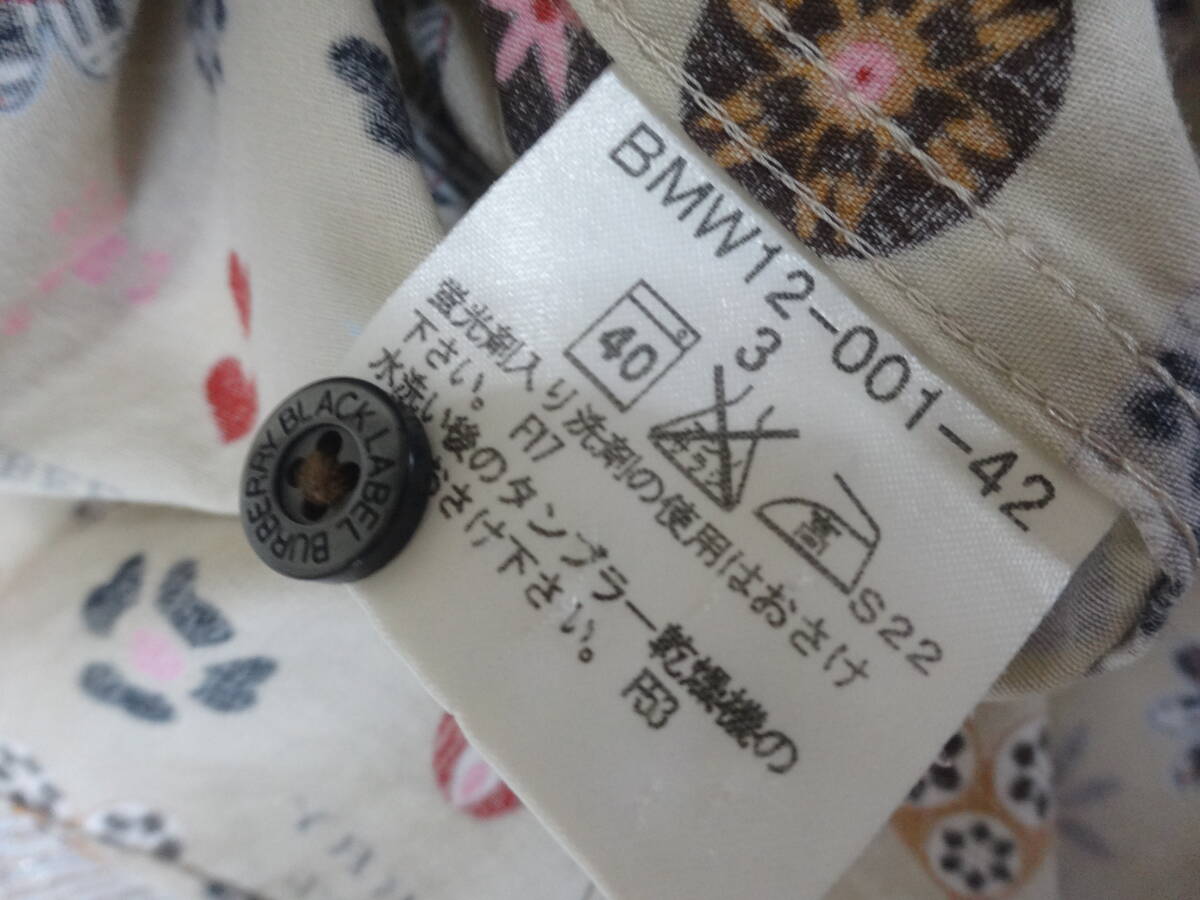 BMW12-001-42
3
40
エンソサラシ
高
S22
蛍光剤入り洗剤の使用はおさけ
下さい。 F17
水洗い後のタンブラー乾燥機の
おさけ下さい。 F53
BURBERRY BLACK LABEL